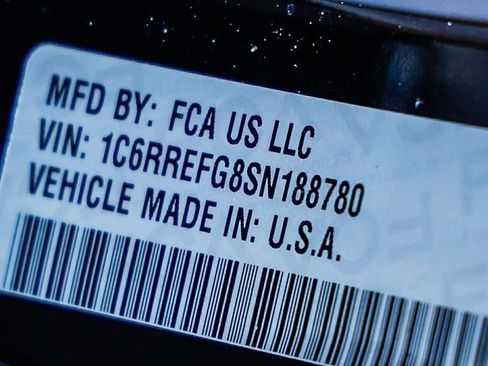 MFD BY: FCA US LLC
VIN: 1C6RREFG8SN188780
VEHICLE MADE IN: U.S.A.